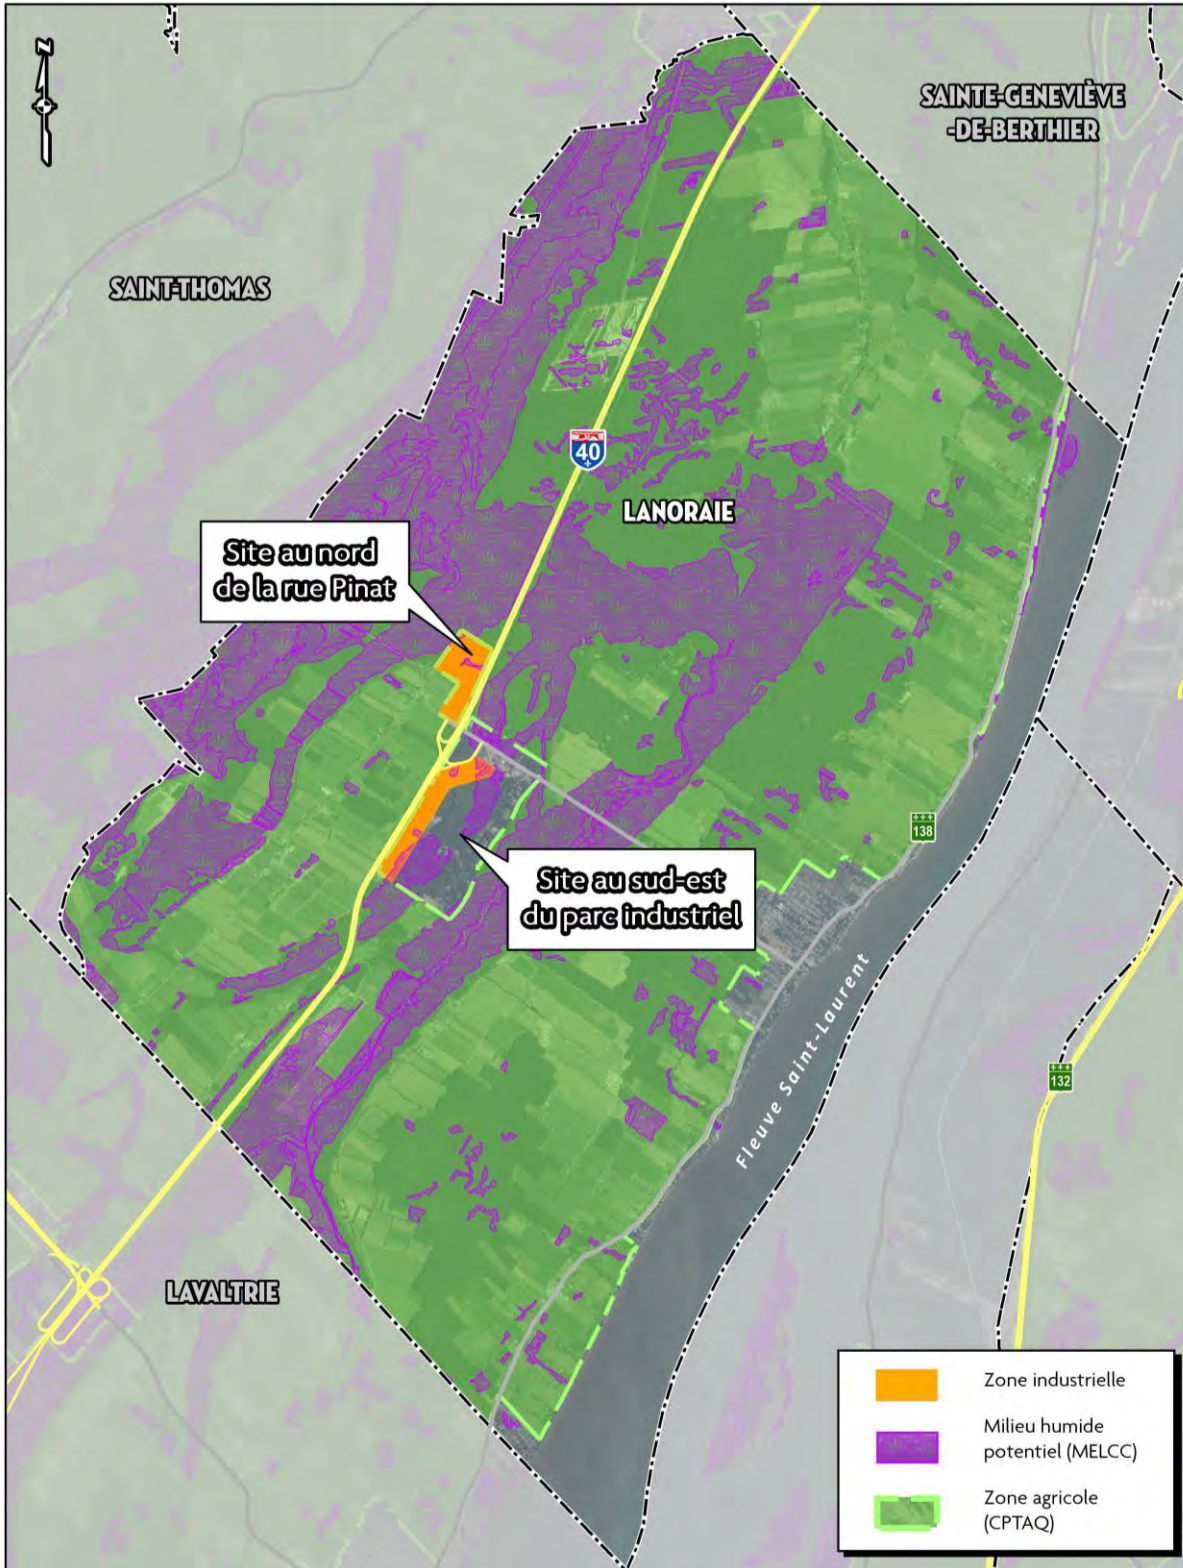 N
SAINTE-GENEVIÈVE
-DE-BERTHIER
SAINT-THOMAS
40
LANORAIE
Site au nord
de la rue Pinat
138
Site au sud-est
du parc industriel
Fleuve Saint-Laurent
132
LAVALTRIE
Zone industrielle
Milieu humide
potentiel (MELCC)
Zone agricole
(CPTAQ)